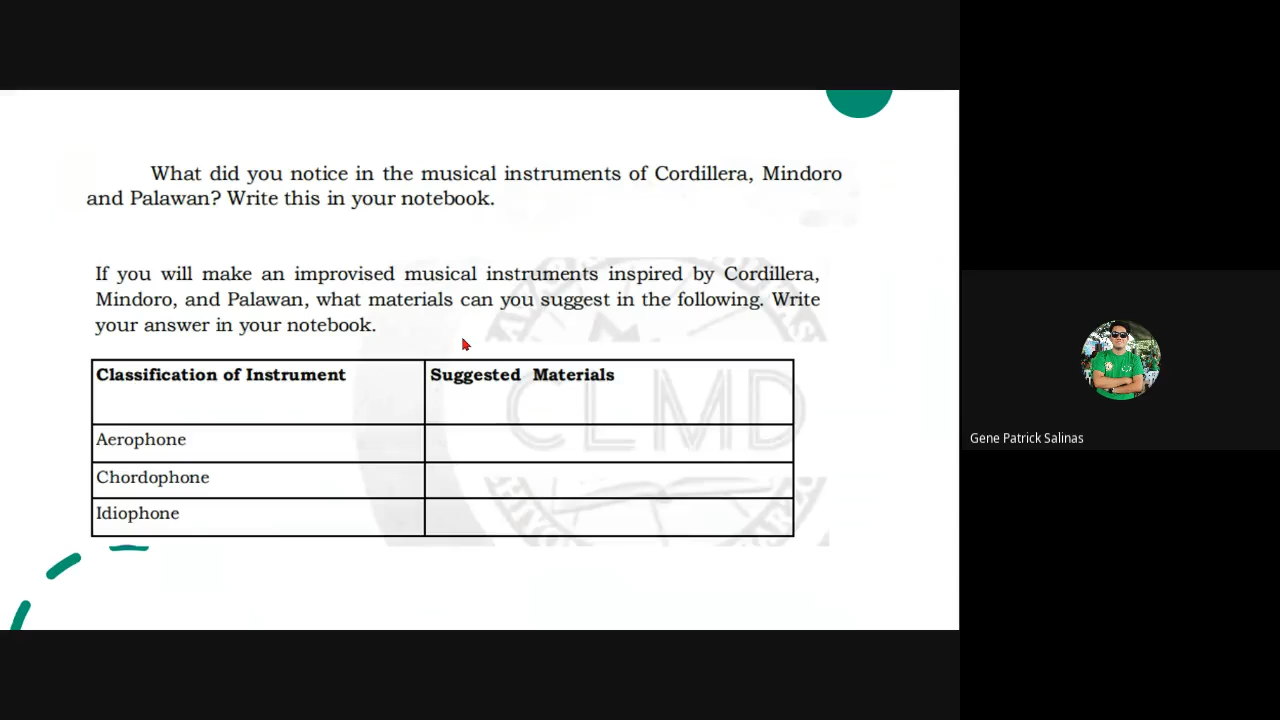 What did you notice in the musical instruments of Cordillera, Mindoro
and Palawan? Write this in your notebook.
If you will make an improvised musical instruments inspired by Cordillera,
Mindoro, and Palawan, what materials can you suggest in the following. Write
your answer in your notebook.
Classification of Instrument Suggested Materials
Aerophone
Chordophone
Idiophone
CLMD
Gene Patrick Salinas